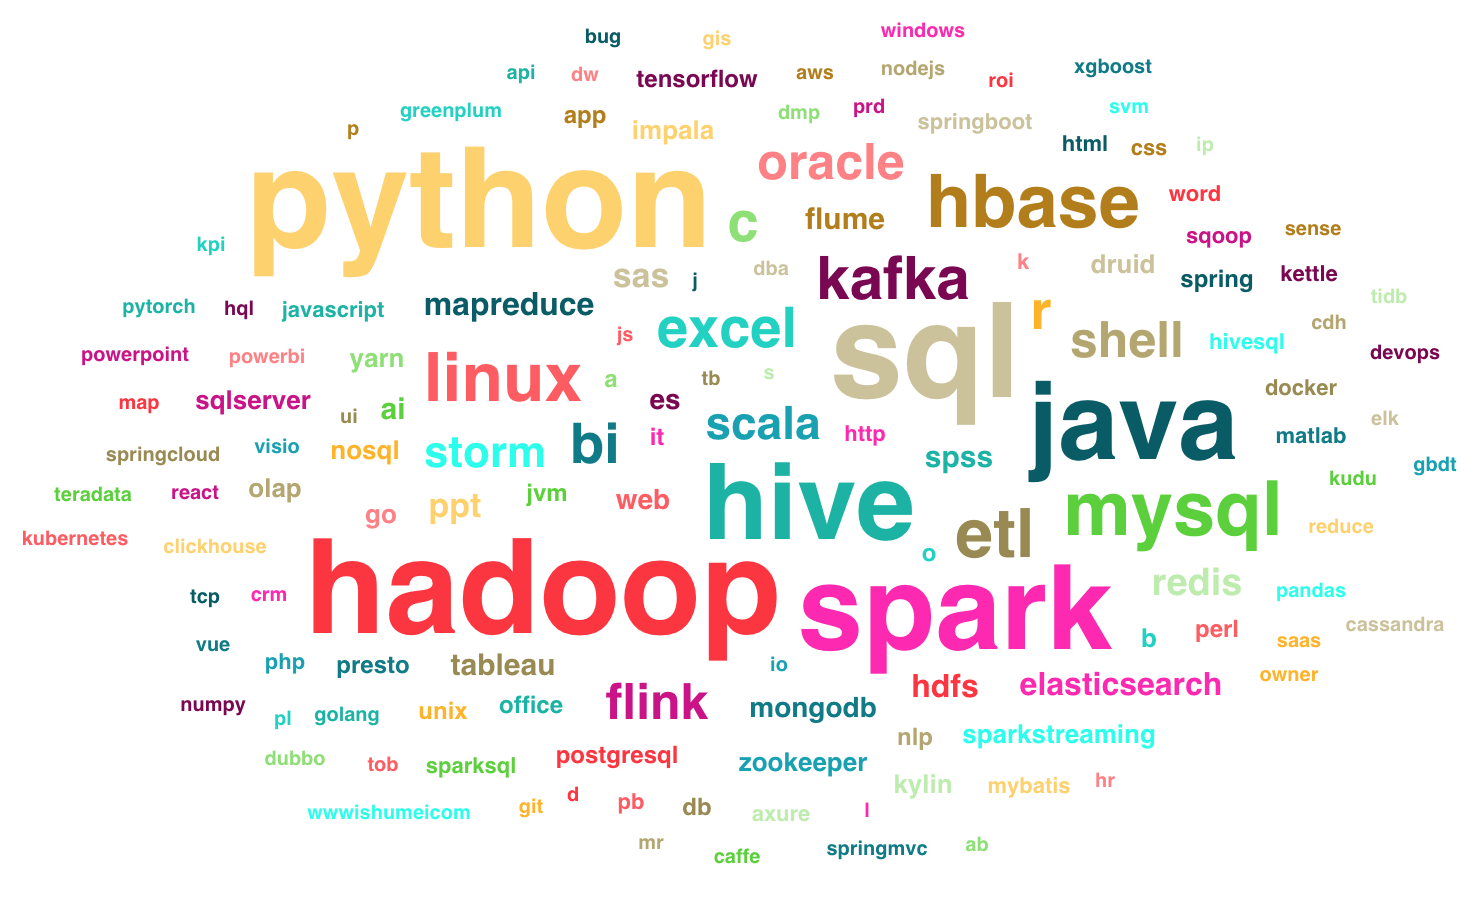 bug
gis
windows
api
dw
tensorflow
aws
nodejs
roi
xgboost
greenplum
app
dmp
prd
svm
p
impala
springboot
html
css
ip
python
oracle
hbase
word
c
flume
sqoop
sense
kpi
sas
j
dba
kafka
k
druid
spring
kettle
pytorch
hql
javascript
mapreduce
excel
sql
r
shell
tidb
cdh
js
hivesql
devops
powerpoint
powerbi
yarn
linux
a
tb
s
java
docker
map
sqlserver
ui
ai
es
scala
http
elk
springcloud
visio
nosql
storm
bi
it
spss
matlab
gbdt
teradata
react
olap
jvm
web
hive
mysql
kudu
go
ppt
etl
reduce
kubernetes
clickhouse
o
tcp
crm
hadoop
spark
redis
pandas
vue
b
perl
saas
cassandra
php
presto
tableau
io
hdfs
elasticsearch
owner
numpy
pl
golang
unix
office
flink
mongodb
nlp
sparkstreaming
dubbo
tob
sparksql
postgresql
zookeeper
kylin
mybatis
hr
wwwishumeicom
git
d
pb
db
axure
l
mr
caffe
springmvc
ab